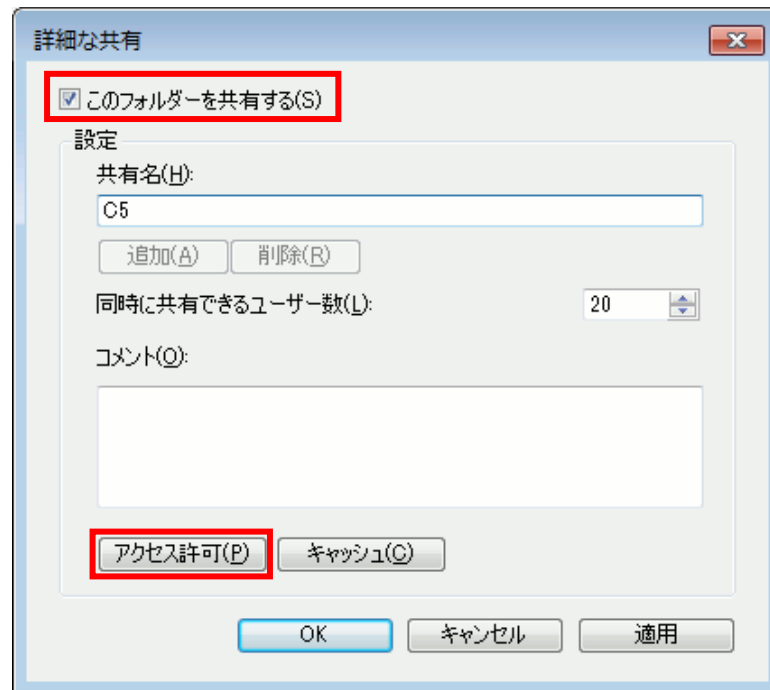 詳細な共有
このフォルダーを共有する(S)
設定
共有名(H):
C5
追加(A) 削除(R)
同時に共有できるユーザー数(L): 20
コメント(O):
アクセス許可(P) キャッシュ(C)
OK キャンセル 適用